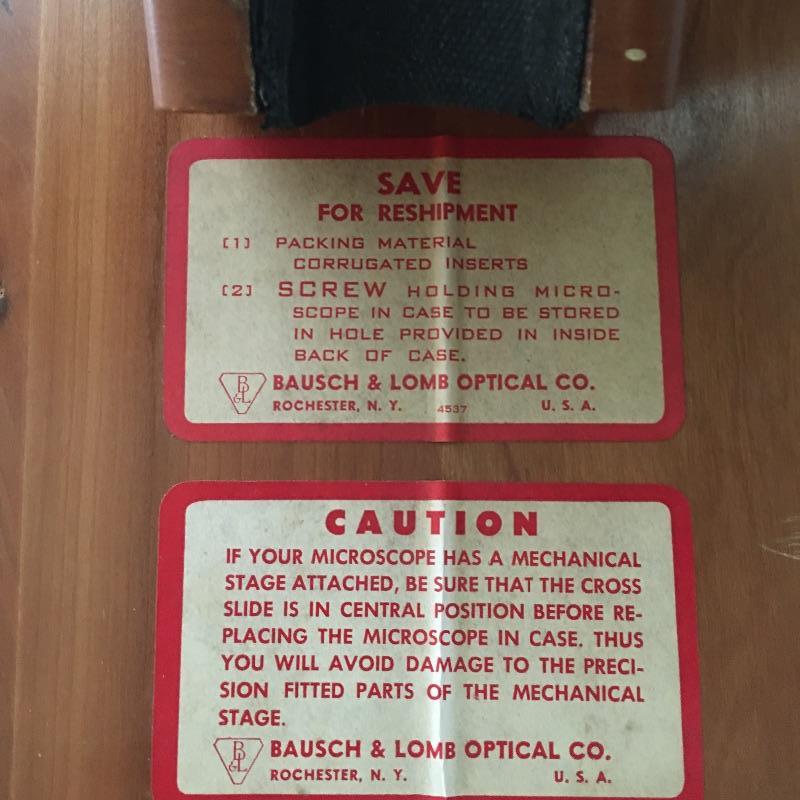 SAVE
FOR RESHIPMENT
[1] PACKING MATERIAL
CORRUGATED INSERTS
[2] SCREW HOLDING MICRO-
SCOPE IN CASE TO BE STORED
IN HOLE PROVIDED IN INSIDE
BACK OF CASE.
B&L BAUSCH & LOMB OPTICAL CO.
ROCHESTER, N. Y. 4537 U. S. A.
CAUTION
IF YOUR MICROSCOPE HAS A MECHANICAL
STAGE ATTACHED, BE SURE THAT THE CROSS
SLIDE IS IN CENTRAL POSITION BEFORE RE-
PLACING THE MICROSCOPE IN CASE. THUS
YOU WILL AVOID DAMAGE TO THE PRECI-
SION FITTED PARTS OF THE MECHANICAL
STAGE.
B&L BAUSCH & LOMB OPTICAL CO.
ROCHESTER, N. Y. U. S. A.